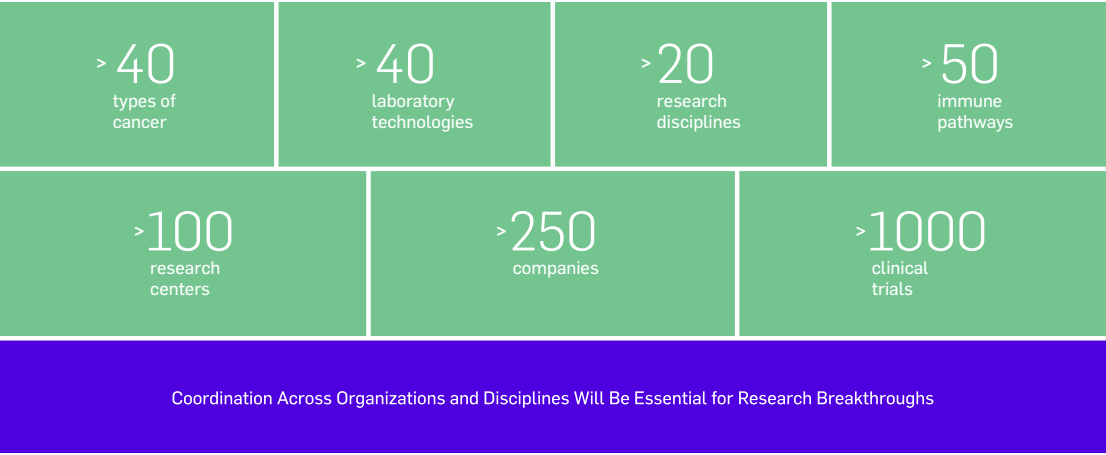 > 40
types of
cancer
> 40
laboratory
technologies
> 20
research
disciplines
> 50
immune
pathways
> 100
research
centers
> 250
companies
> 1000
clinical
trials
Coordination Across Organizations and Disciplines Will Be Essential for Research Breakthroughs